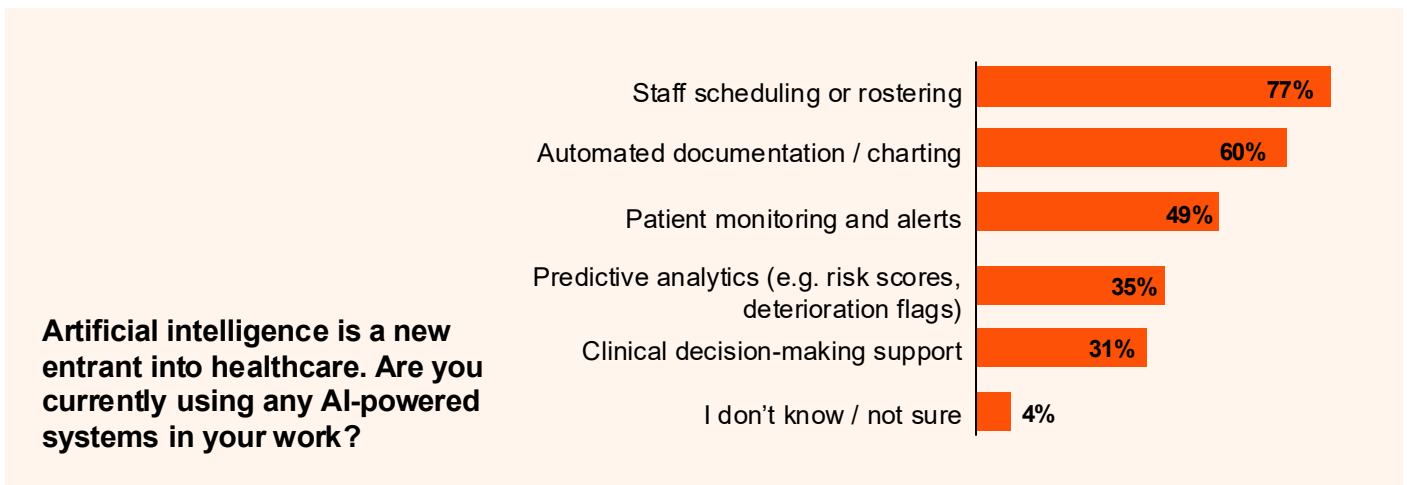 Staff scheduling or rostering 77%
Automated documentation / charting 60%
Patient monitoring and alerts 49%
Predictive analytics (e.g. risk scores,
deterioration flags) 35%
Clinical decision-making support 31%
I don’t know / not sure 4%
Artificial intelligence is a new
entrant into healthcare. Are you
currently using any AI-powered
systems in your work?